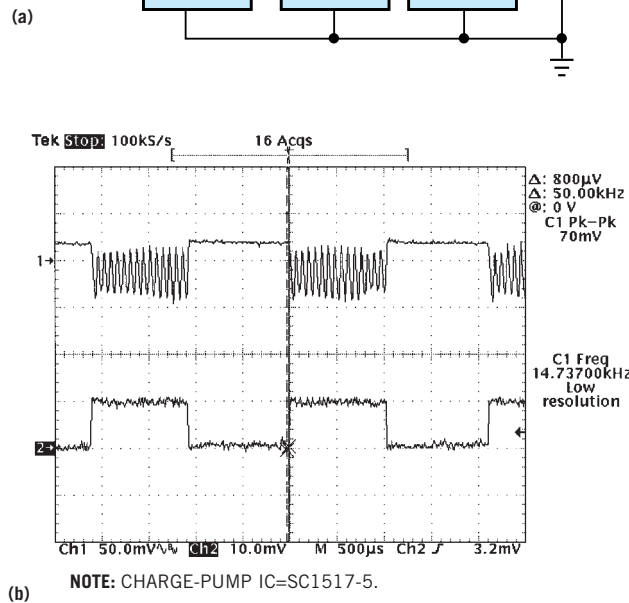 (a)
Tek Stop: 100kS/s 16 Acqs
Δ: 800µV
Δ: 50.00kHz
@: 0 V
C1 Pk–Pk
70mV
1→
C1 Freq
14.73700kHz
Low
resolution
2→
Ch1 50.0mV∿BW Ch2 10.0mV M 500µs Ch2 ƒ 3.2mV
(b)
NOTE: CHARGE-PUMP IC=SC1517-5.